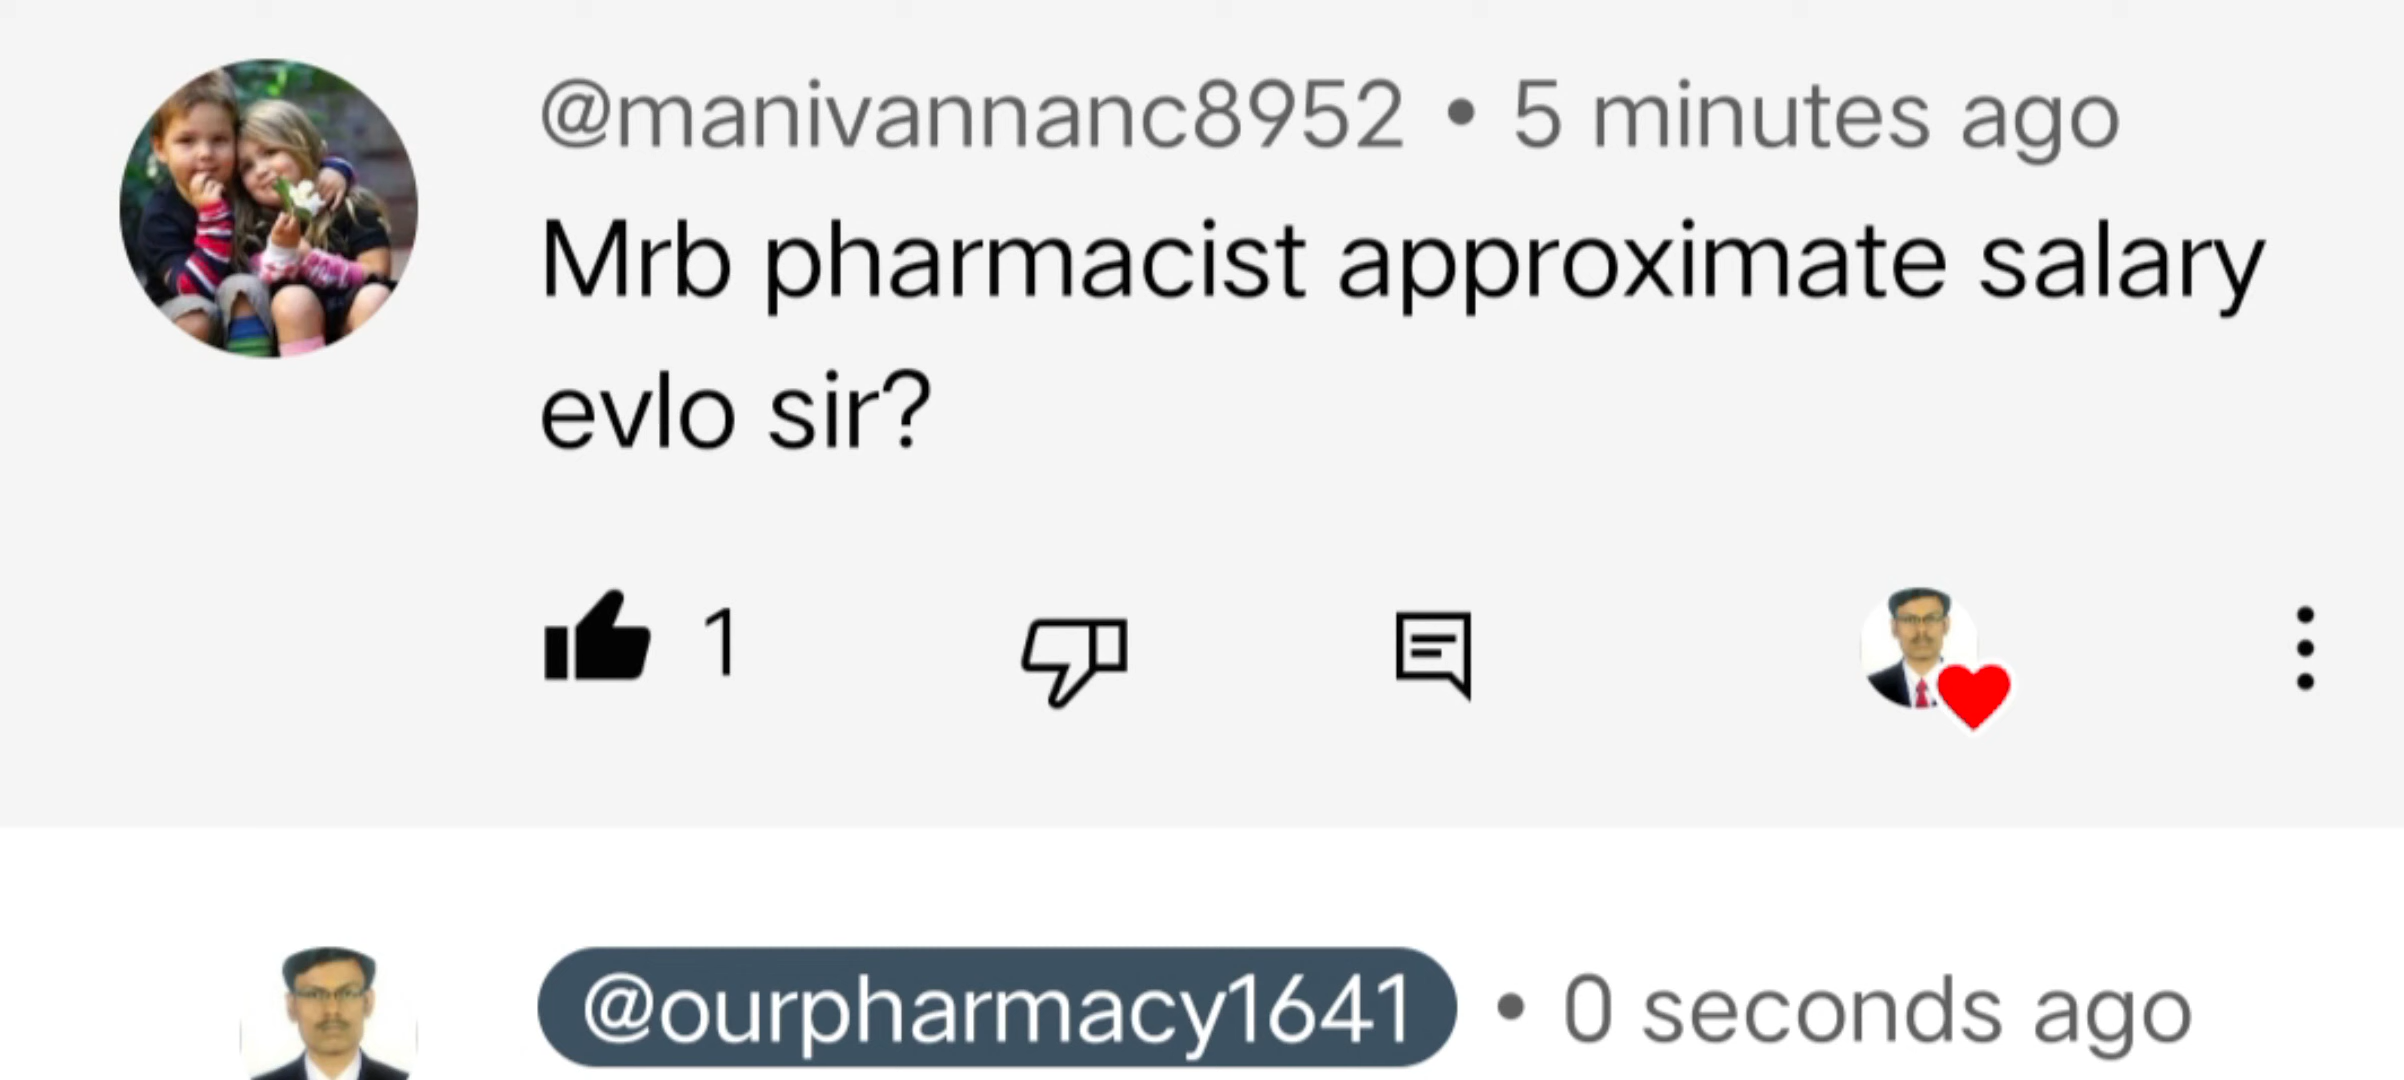 @manivannanc8952 • 5 minutes ago
Mrb pharmacist approximate salary
evlo sir?
1
@ourpharmacy1641 • 0 seconds ago